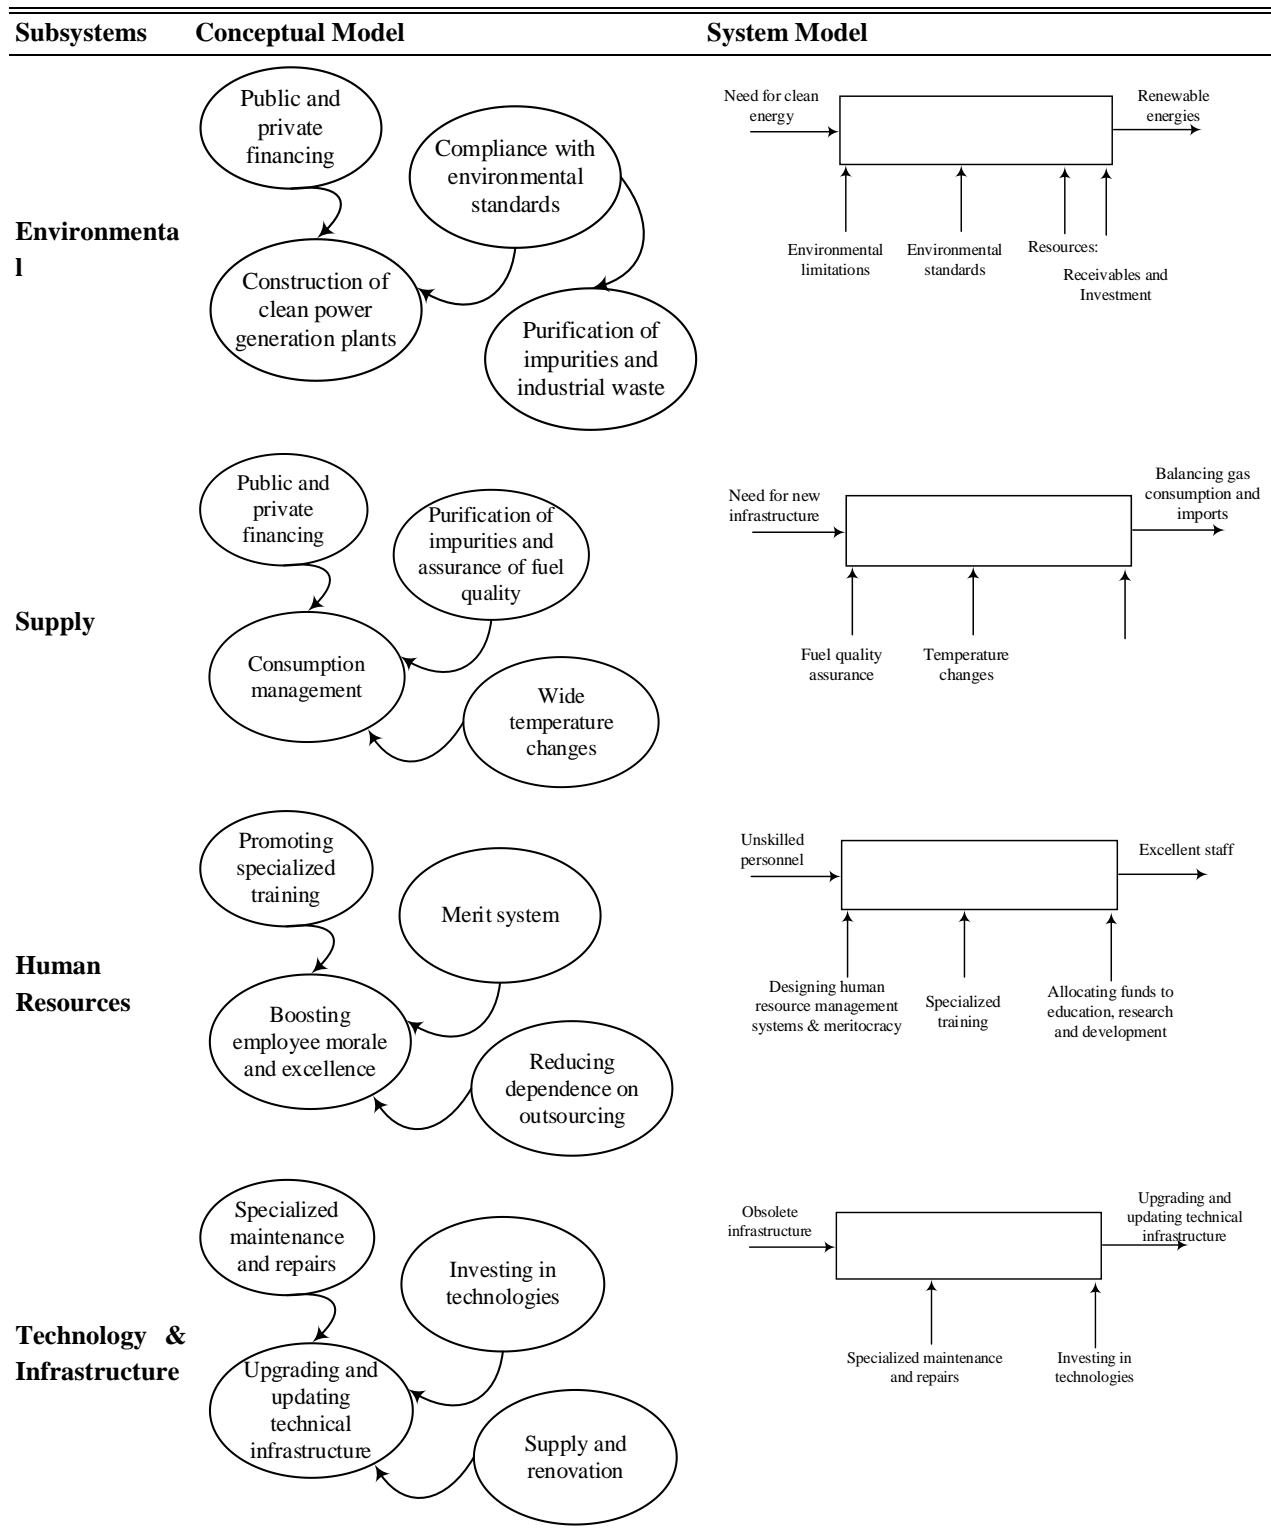 Subsystems Conceptual Model System Model
Environmenta
l
Public and
private
financing
Compliance with
environmental
standards
Construction of
clean power
generation plants
Purification of
impurities and
industrial waste
Need for clean
energy
Renewable
energies
Environmental
limitations
Environmental
standards
Resources:
Receivables and
Investment
Supply
Public and
private
financing
Purification of
impurities and
assurance of fuel
quality
Consumption
management
Wide
temperature
changes
Need for new
infrastructure
Balancing gas
consumption and
imports
Fuel quality
assurance
Temperature
changes
Human
Resources
Promoting
specialized
training
Merit system
Boosting
employee morale
and excellence
Reducing
dependence on
outsourcing
Unskilled
personnel
Excellent staff
Designing human
resource management
systems & meritocracy
Specialized
training
Allocating funds to
education, research
and development
Technology &
Infrastructure
Specialized
maintenance
and repairs
Investing in
technologies
Upgrading and
updating
technical
infrastructure
Supply and
renovation
Obsolete
infrastructure
Upgrading and
updating technical
infrastructure
Specialized maintenance
and repairs
Investing in
technologies